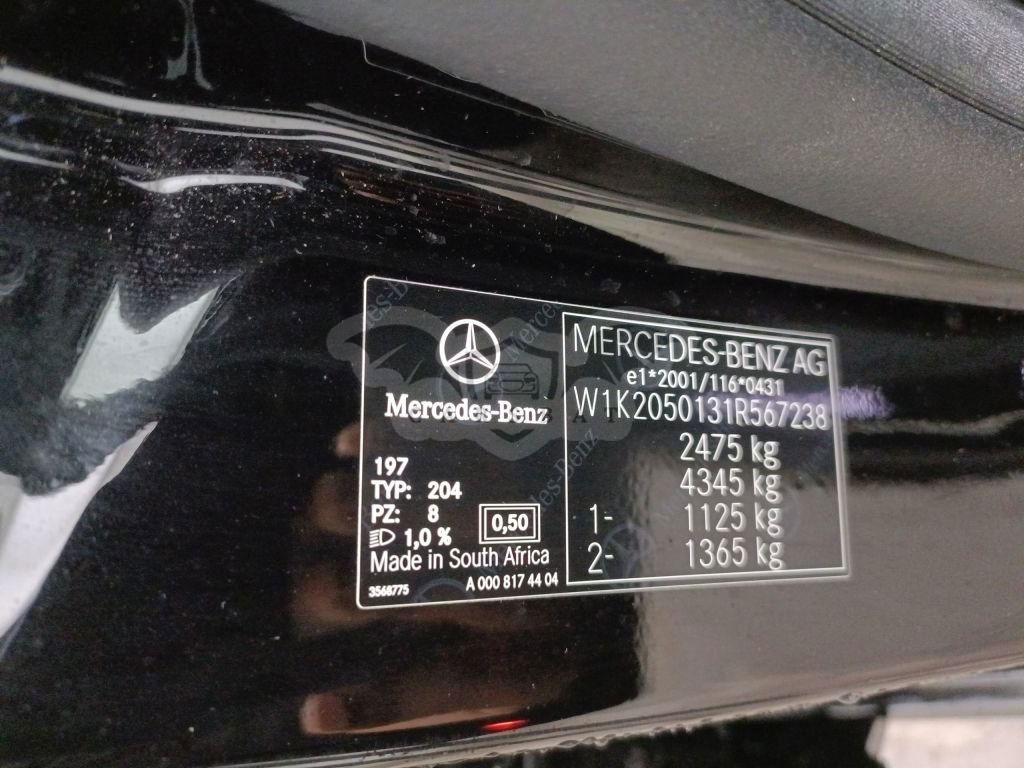 Mercedes-Benz
197
TYP: 204
PZ: 8
1,0 %
0,50
Made in South Africa
3568775
A 000 817 44 04
MERCEDES-BENZ AG
e1*2001/116*0431
W1K2050131R567238
2475 kg
4345 kg
1- 1125 kg
2- 1365 kg